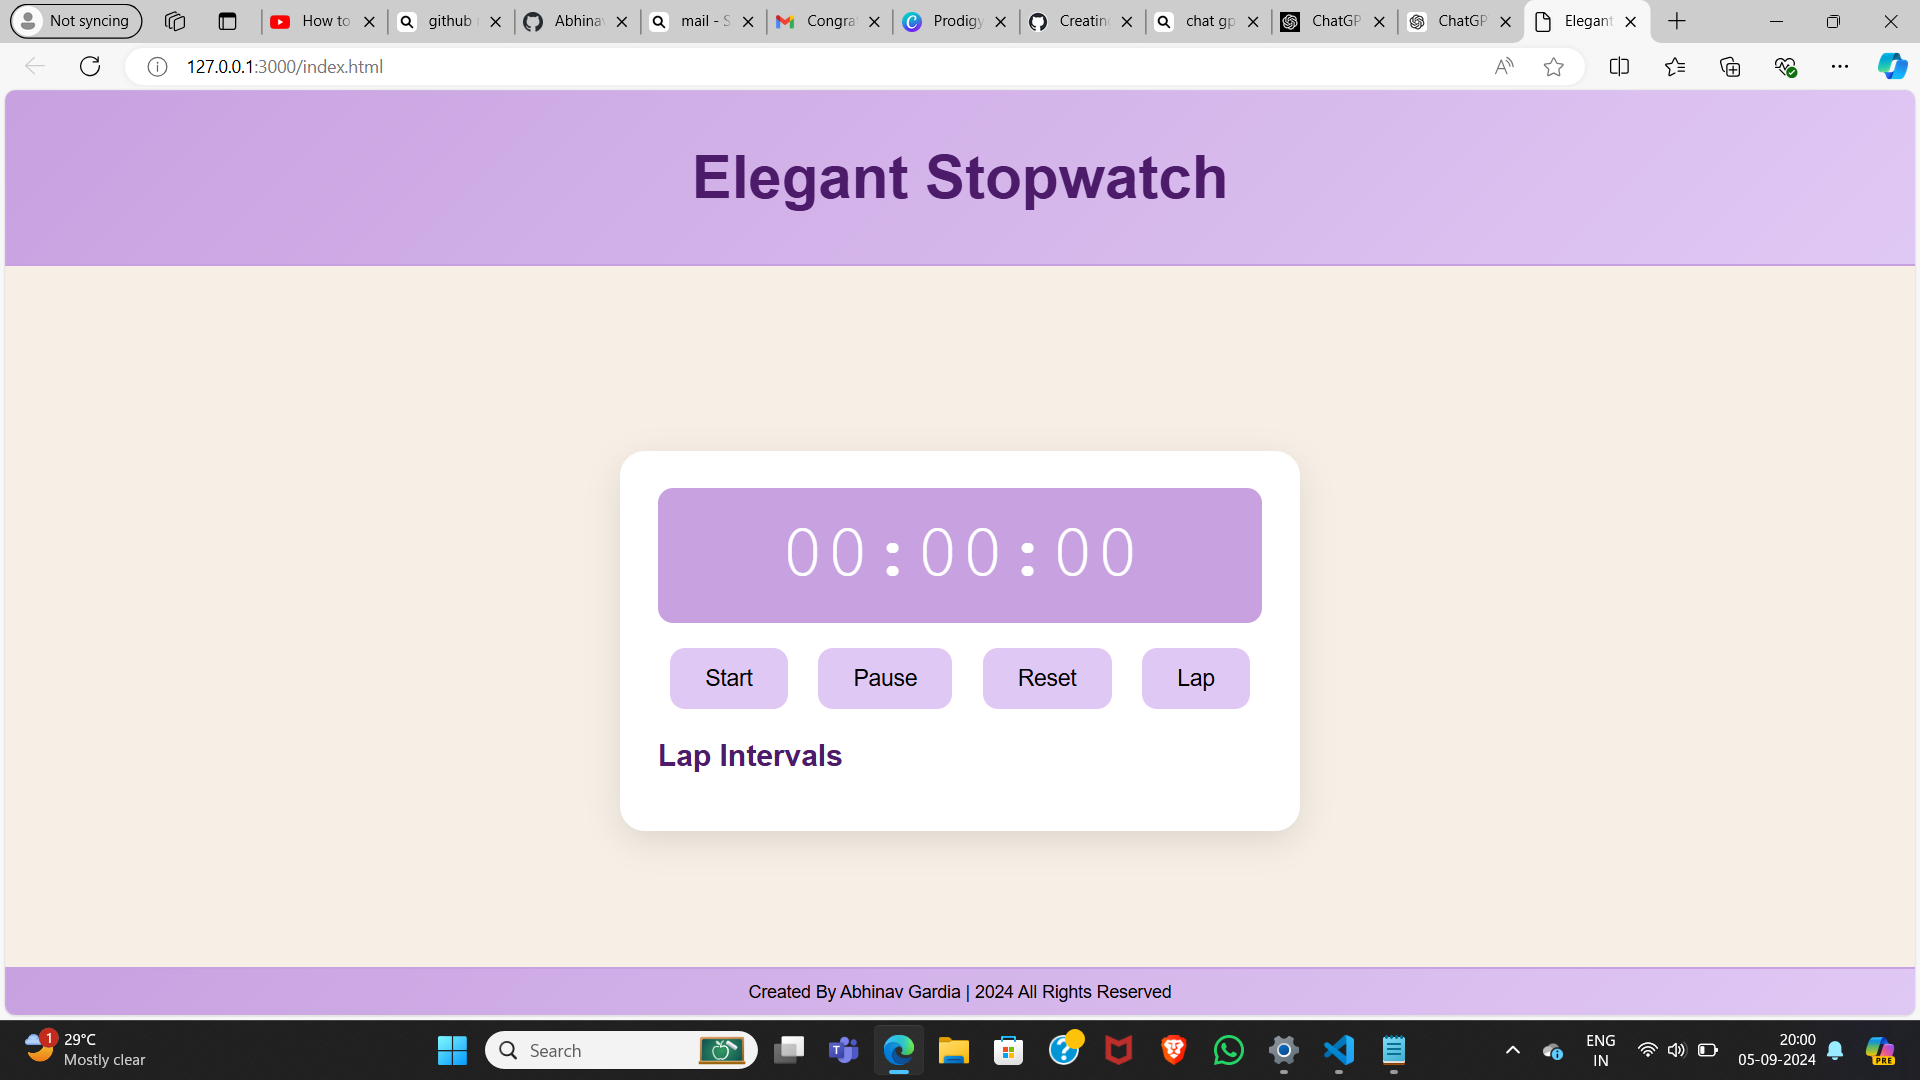 Not syncing
How to
github
Abhinav
mail - S
Congra
Prodigy
Creating
chat gp
ChatGP
ChatGP
Elegant
127.0.0.1:3000/index.html
Elegant Stopwatch
00:00:00
Start
Pause
Reset
Lap
Lap Intervals
Created By Abhinav Gardia | 2024 All Rights Reserved
1
29°C
Mostly clear
Search
ENG
IN
20:00
05-09-2024
PRE